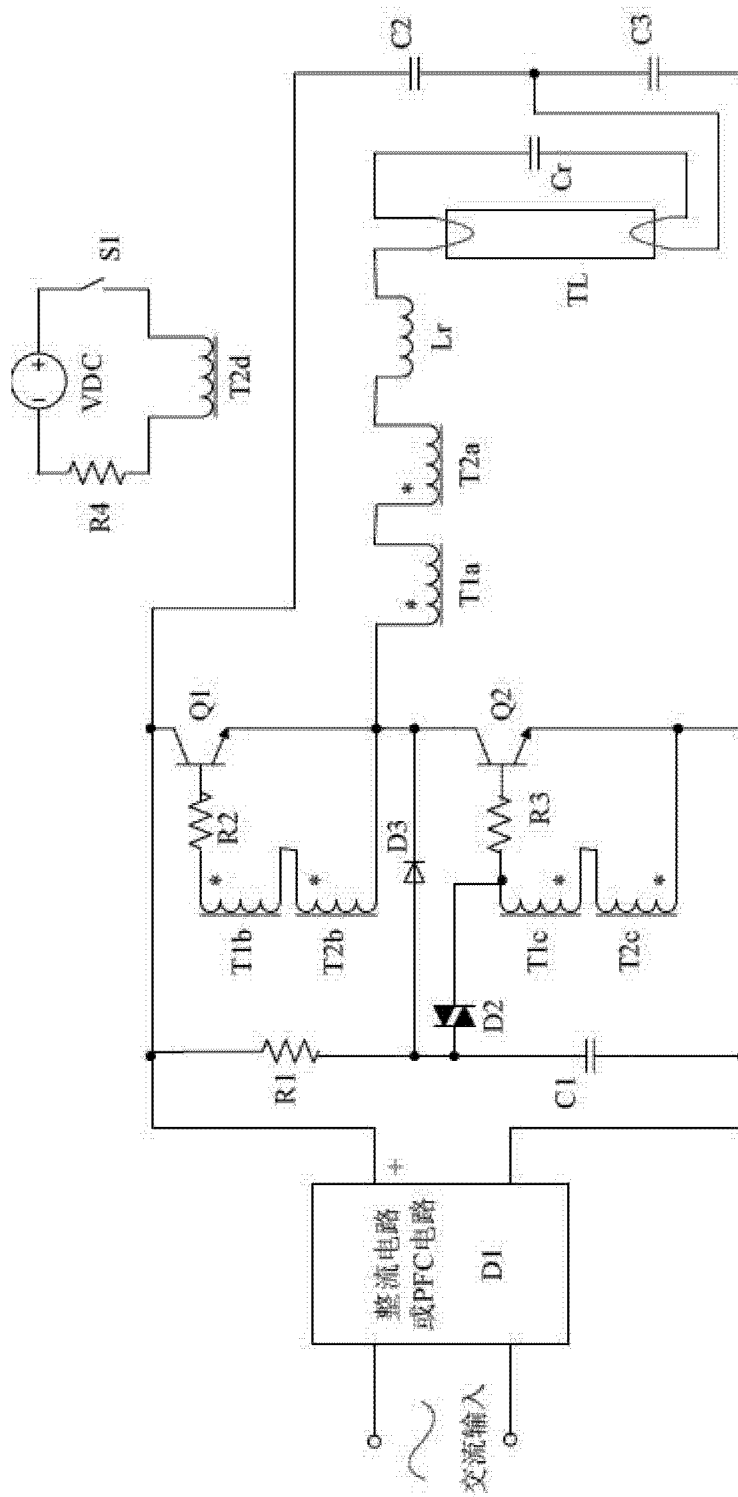 交流输入
整流电路
或PFC电路
D1
+
R1
C1
D2
D3
T1b
*
T2b
*
R2
Q1
T1c
*
T2c
*
R3
Q2
T1a
*
T2a
*
Lr
TL
Cr
C2
C3
R4
VDC
- +
S1
T2d